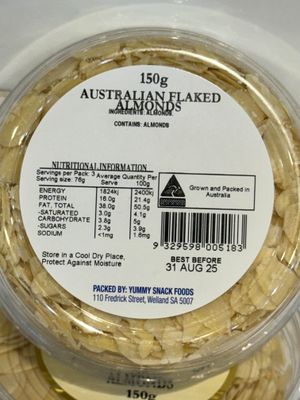 150g
AUSTRALIAN FLAKED
ALMONDS
INGREDIENTS: ALMONDS.
CONTAINS: ALMONDS
NUTRITIONAL INFORMATION
Servings per Pack: 3 Average Quantity Per
Serving size: 76g Serve 100g
ENERGY 1824kj 2400kj
PROTEIN 16.0g 21.4g
FAT, TOTAL 38.0g 50.5g
-SATURATED 3.0g 4.1g
CARBOHYDRATE 3.8g 5g
-SUGARS 2.3g 3.9g
SODIUM <1mg 1.6mg
Grown and Packed in
Australia
9 329598 005183
Store in a Cool Dry Place,
Protect Against Moisture
BEST BEFORE
31 AUG 25
PACKED BY: YUMMY SNACK FOODS
110 Fredrick Street, Welland SA 5007
ALMONDS
150g